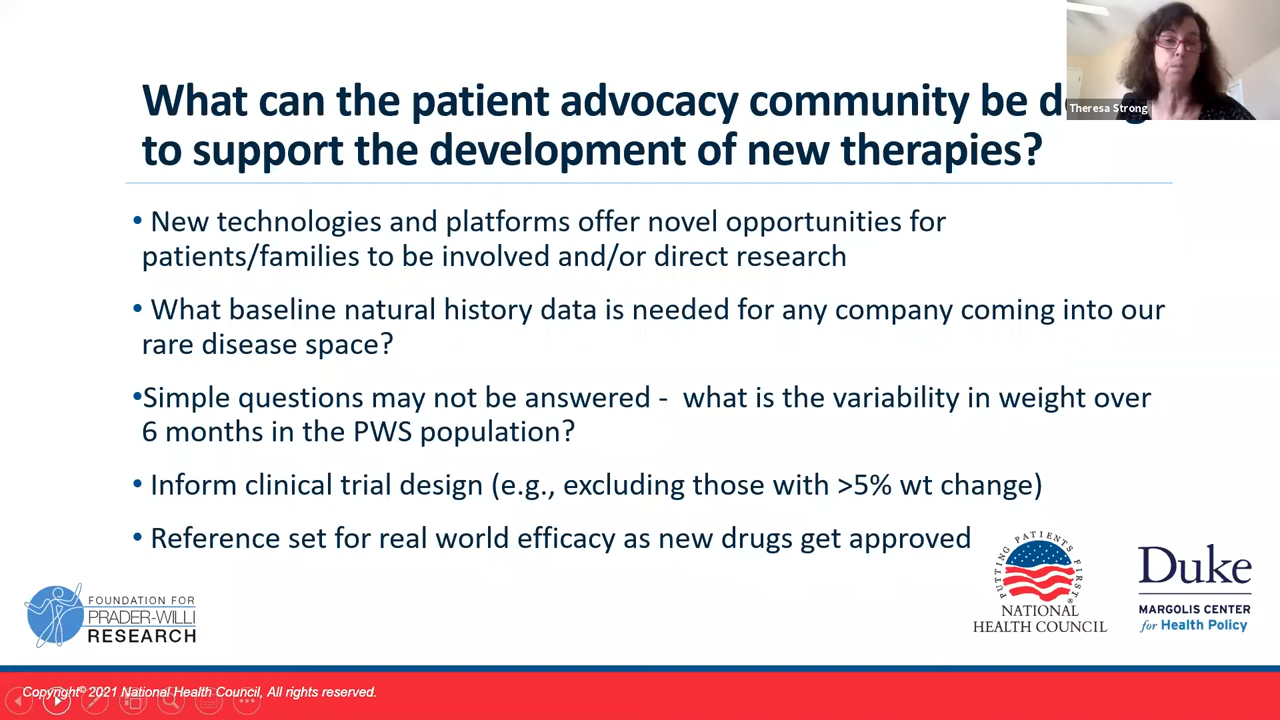 What can the patient advocacy community be
to support the development of new therapies?
Theresa Strong
• New technologies and platforms offer novel opportunities for
patients/families to be involved and/or direct research
• What baseline natural history data is needed for any company coming into our
rare disease space?
•Simple questions may not be answered - what is the variability in weight over
6 months in the PWS population?
• Inform clinical trial design (e.g., excluding those with >5% wt change)
• Reference set for real world efficacy as new drugs get approved
FOUNDATION FOR
PRADER-WILLI
RESEARCH
PUTTING PATIENTS FIRST®
NATIONAL
HEALTH COUNCIL
Duke
MARGOLIS CENTER
for Health Policy
Copyright© 2021 National Health Council, All rights reserved.